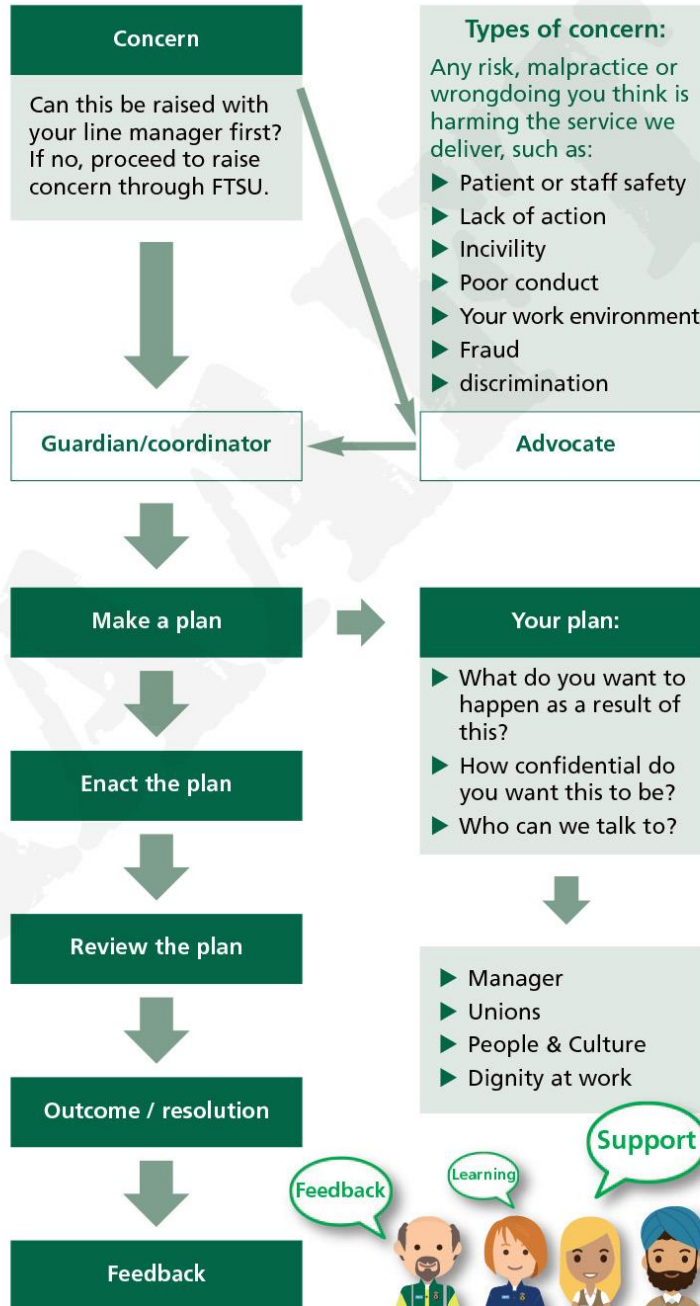 Concern
Can this be raised with
your line manager first?
If no, proceed to raise
concern through FTSU.
Types of concern:
Any risk, malpractice or
wrongdoing you think is
harming the service we
deliver, such as:
▶ Patient or staff safety
▶ Lack of action
▶ Incivility
▶ Poor conduct
▶ Your work environment
▶ Fraud
▶ discrimination
Guardian/coordinator
Advocate
Make a plan
Your plan:
▶ What do you want to
happen as a result of
this?
▶ How confidential do
you want this to be?
▶ Who can we talk to?
Enact the plan
Review the plan
▶ Manager
▶ Unions
▶ People & Culture
▶ Dignity at work
Outcome / resolution
Feedback
Learning
Support
Feedback